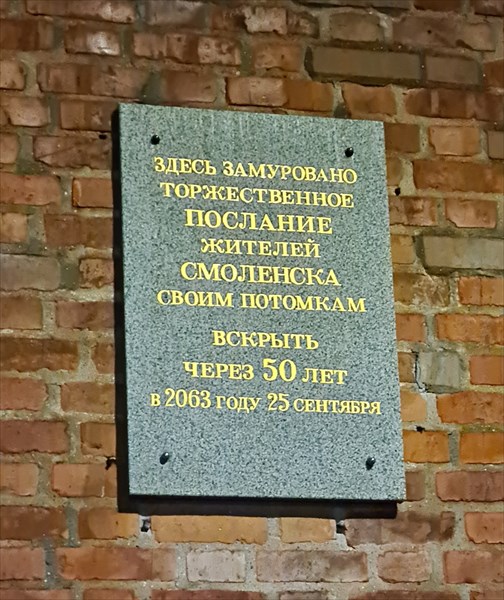 ЗДЕСЬ ЗАМУРОВАНО
ТОРЖЕСТВЕННОЕ
ПОСЛАНИЕ
ЖИТЕЛЕЙ
СМОЛЕНСКА
СВОИМ ПОТОМКАМ
ВСКРЫТЬ
ЧЕРЕЗ 50 ЛЕТ
В 2063 ГОДУ 25 СЕНТЯБРЯ